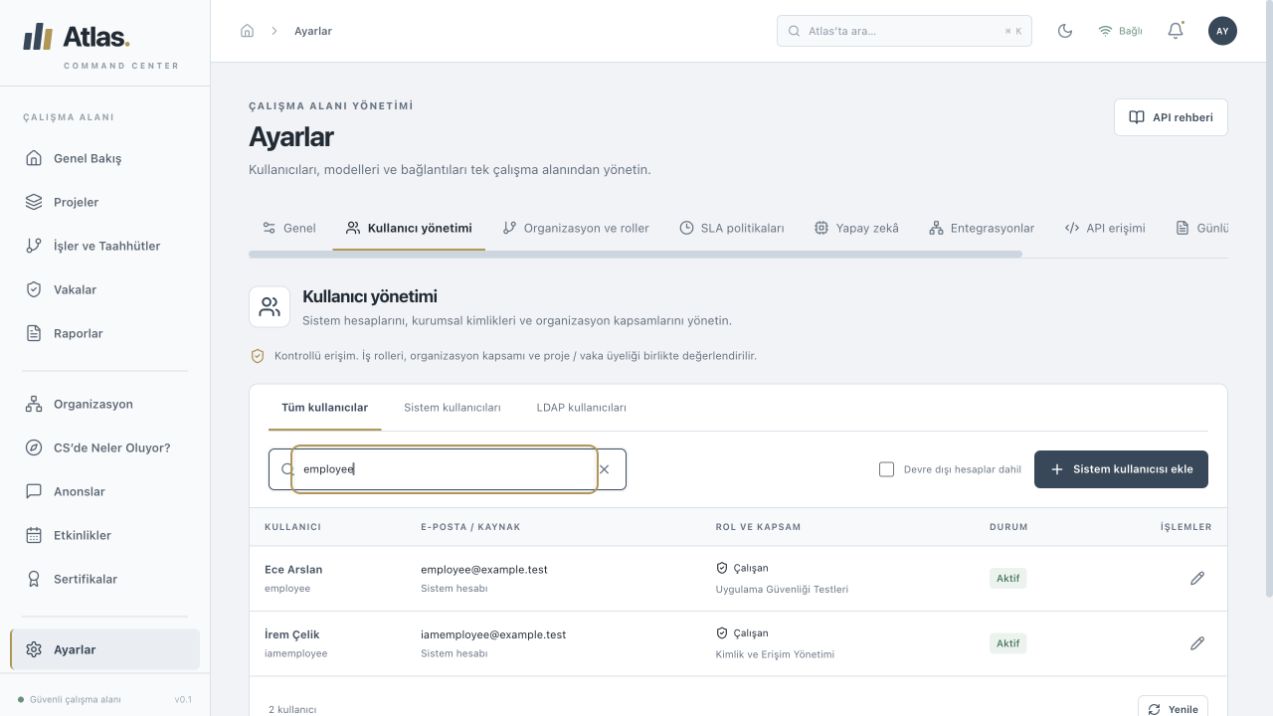 Atlas.
COMMAND CENTER
ÇALIŞMA ALANI
Genel Bakış
Projeler
İşler ve Taahhütler
Vakalar
Raporlar
Organizasyon
CS'de Neler Oluyor?
Anonslar
Etkinlikler
Sertifikalar
Ayarlar
Güvenli çalışma alanı v0.1
Ayarlar
Atlas'ta ara... ⌘ K
Bağlı
AY
ÇALIŞMA ALANI YÖNETİMİ
Ayarlar
Kullanıcıları, modelleri ve bağlantıları tek çalışma alanından yönetin.
API rehberi
Genel Kullanıcı yönetimi Organizasyon ve roller SLA politikaları Yapay zekâ Entegrasyonlar API erişimi Günlü
Kullanıcı yönetimi
Sistem hesaplarını, kurumsal kimlikleri ve organizasyon kapsamlarını yönetin.
Kontrollü erişim. İş rolleri, organizasyon kapsamı ve proje / vaka üyeliği birlikte değerlendirilir.
Tüm kullanıcılar Sistem kullanıcıları LDAP kullanıcıları
employee
Devre dışı hesaplar dahil
Sistem kullanıcısı ekle
KULLANICI E-POSTA / KAYNAK ROL VE KAPSAM DURUM İŞLEMLER
Ece Arslan employee@example.test Çalışan Aktif
employee Sistem hesabı Uygulama Güvenliği Testleri
İrem Çelik iamemployee@example.test Çalışan Aktif
iamemployee Sistem hesabı Kimlik ve Erişim Yönetimi
2 kullanıcı Yenile